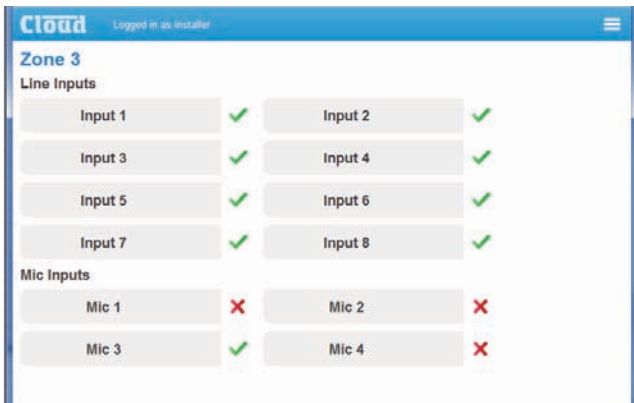 Cloud Logged in as installer
Zone 3
Line Inputs
Input 1 Input 2
Input 3 Input 4
Input 5 Input 6
Input 7 Input 8
Mic Inputs
Mic 1 Mic 2
Mic 3 Mic 4